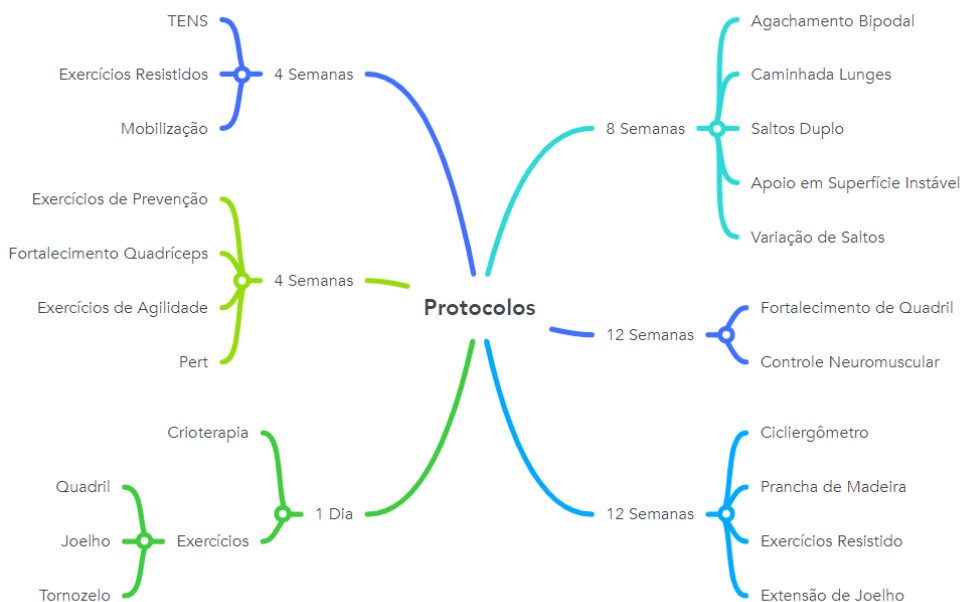 Protocolos
TENS
Exercícios Resistidos
Mobilização
4 Semanas
Exercícios de Prevenção
Fortalecimento Quadríceps
Exercícios de Agilidade
Pert
4 Semanas
Crioterapia
Quadril
Joelho
Tornozelo
Exercícios
1 Dia
8 Semanas
Agachamento Bipodal
Caminhada Lunges
Saltos Duplo
Apoio em Superfície Instável
Variação de Saltos
12 Semanas
Fortalecimento de Quadril
Controle Neuromuscular
12 Semanas
Cicliergômetro
Prancha de Madeira
Exercícios Resistido
Extensão de Joelho